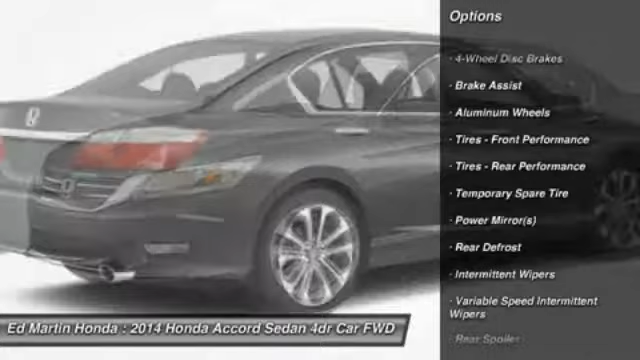 Options
· 4-Wheel Disc Brakes
· Brake Assist
· Aluminum Wheels
· Tires - Front Performance
· Tires - Rear Performance
· Temporary Spare Tire
· Power Mirror(s)
· Rear Defrost
· Intermittent Wipers
· Variable Speed Intermittent
Wipers
· Rear Spoiler
Ed Martin Honda : 2014 Honda Accord Sedan 4dr Car FWD